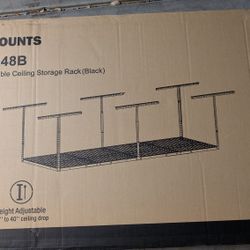 OUNTS
48B
ble Ceiling Storage Rack (Black)
eight Adjustable
" to 40" ceiling drop